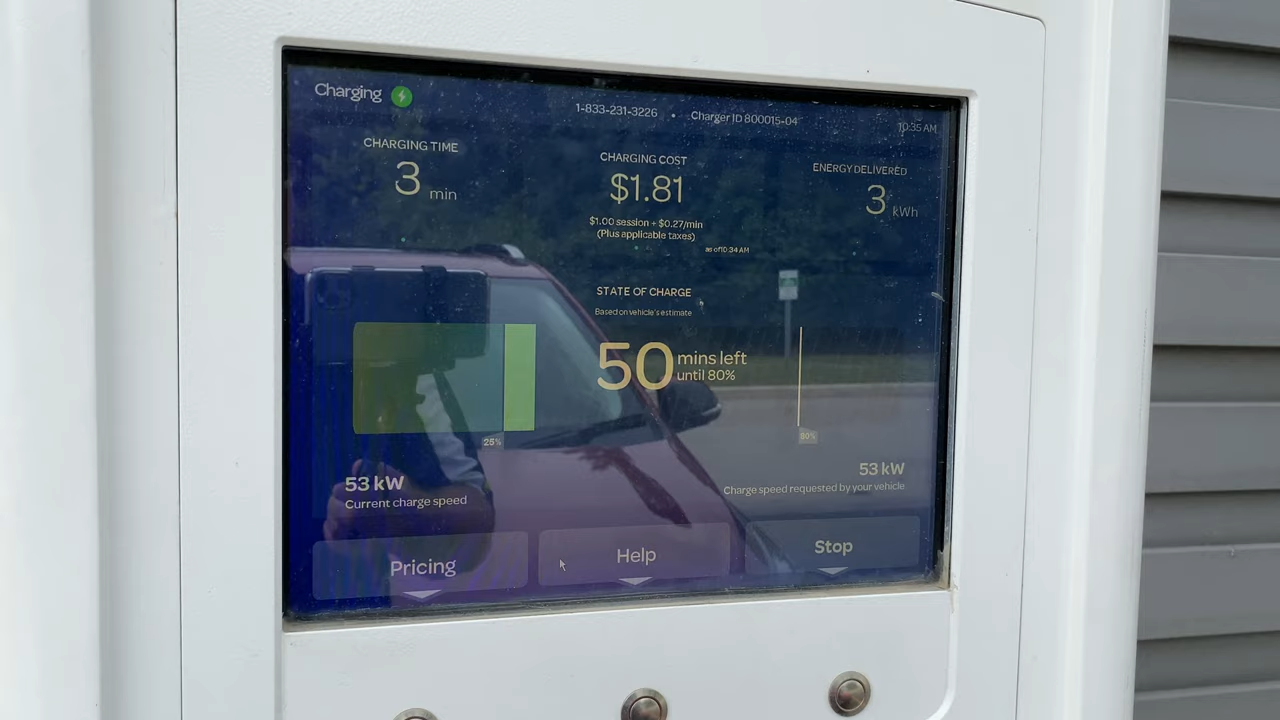 Charging
1-833-231-3226 • Charger ID 800015-04
10:35 AM
CHARGING TIME
3 min
CHARGING COST
$1.81
$1.00 session + $0.27/min
(Plus applicable taxes)
as of 10:34 AM
ENERGY DELIVERED
3 kWh
STATE OF CHARGE
Based on vehicle's estimate
50 mins left
until 80%
25%
80%
53 kW
Current charge speed
53 kW
Charge speed requested by your vehicle
Pricing
Help
Stop